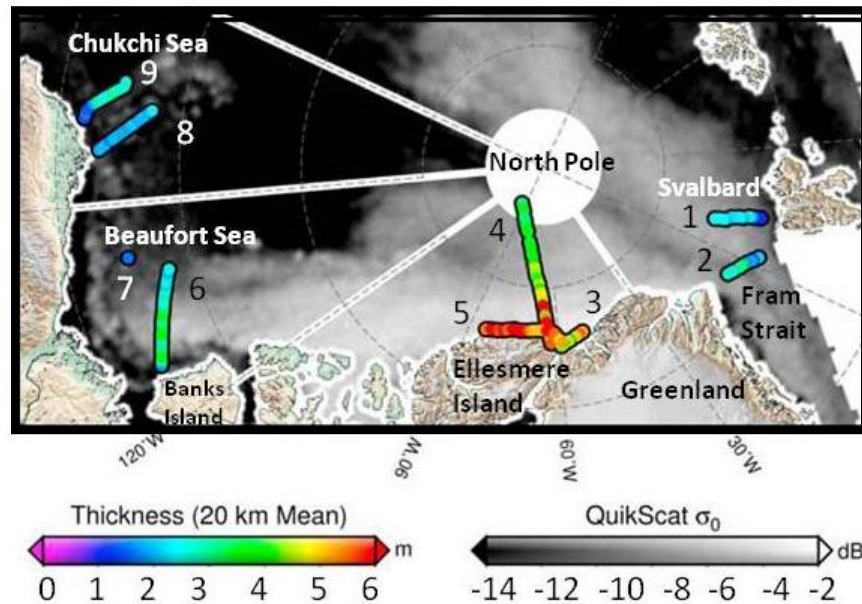 Chukchi Sea
9
8
North Pole
Svalbard
1
4
Beaufort Sea
2
7
6
Fram
Strait
5
3
Ellesmere
Island
Greenland
Banks
Island
120°W
90°W
60°W
30°W
Thickness (20 km Mean)
m
0 1 2 3 4 5 6
QuikScat σ0
dB
-14 -12 -10 -8 -6 -4 -2